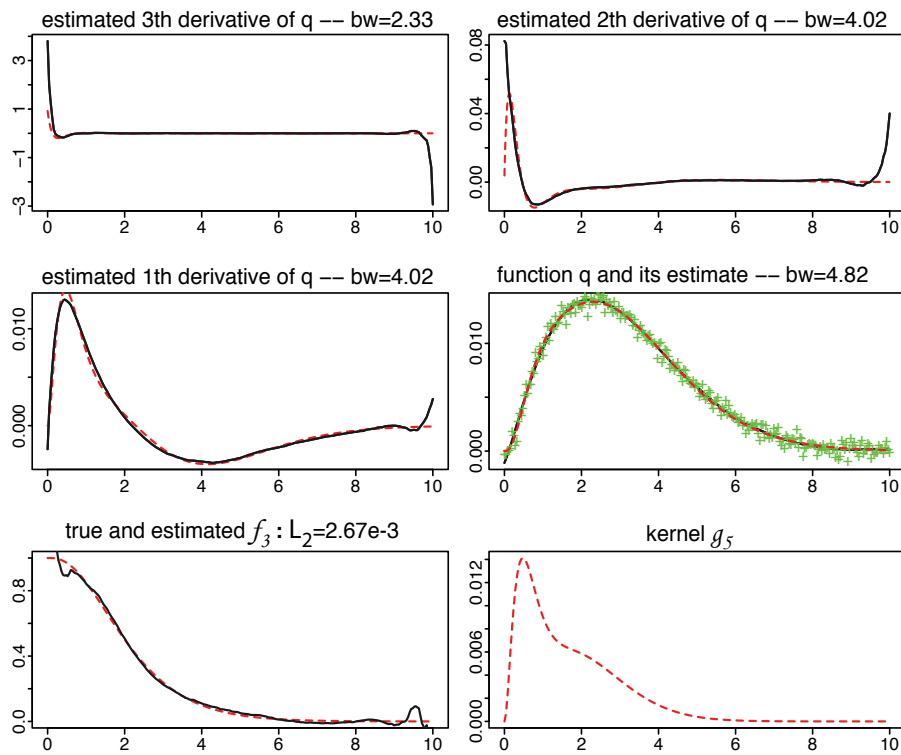 estimated 3th derivative of q −− bw=2.33
3
1
−1
−3
0 2 4 6 8 10
estimated 2th derivative of q −− bw=4.02
0.08
0.04
0.00
0 2 4 6 8 10
estimated 1th derivative of q −− bw=4.02
0.010
0.000
0 2 4 6 8 10
function q and its estimate −− bw=4.82
0.010
0.000
0 2 4 6 8 10
true and estimated f₃ : L₂=2.67e-3
0.8
0.4
0.0
0 2 4 6 8 10
kernel g₅
0.012
0.006
0.000
0 2 4 6 8 10